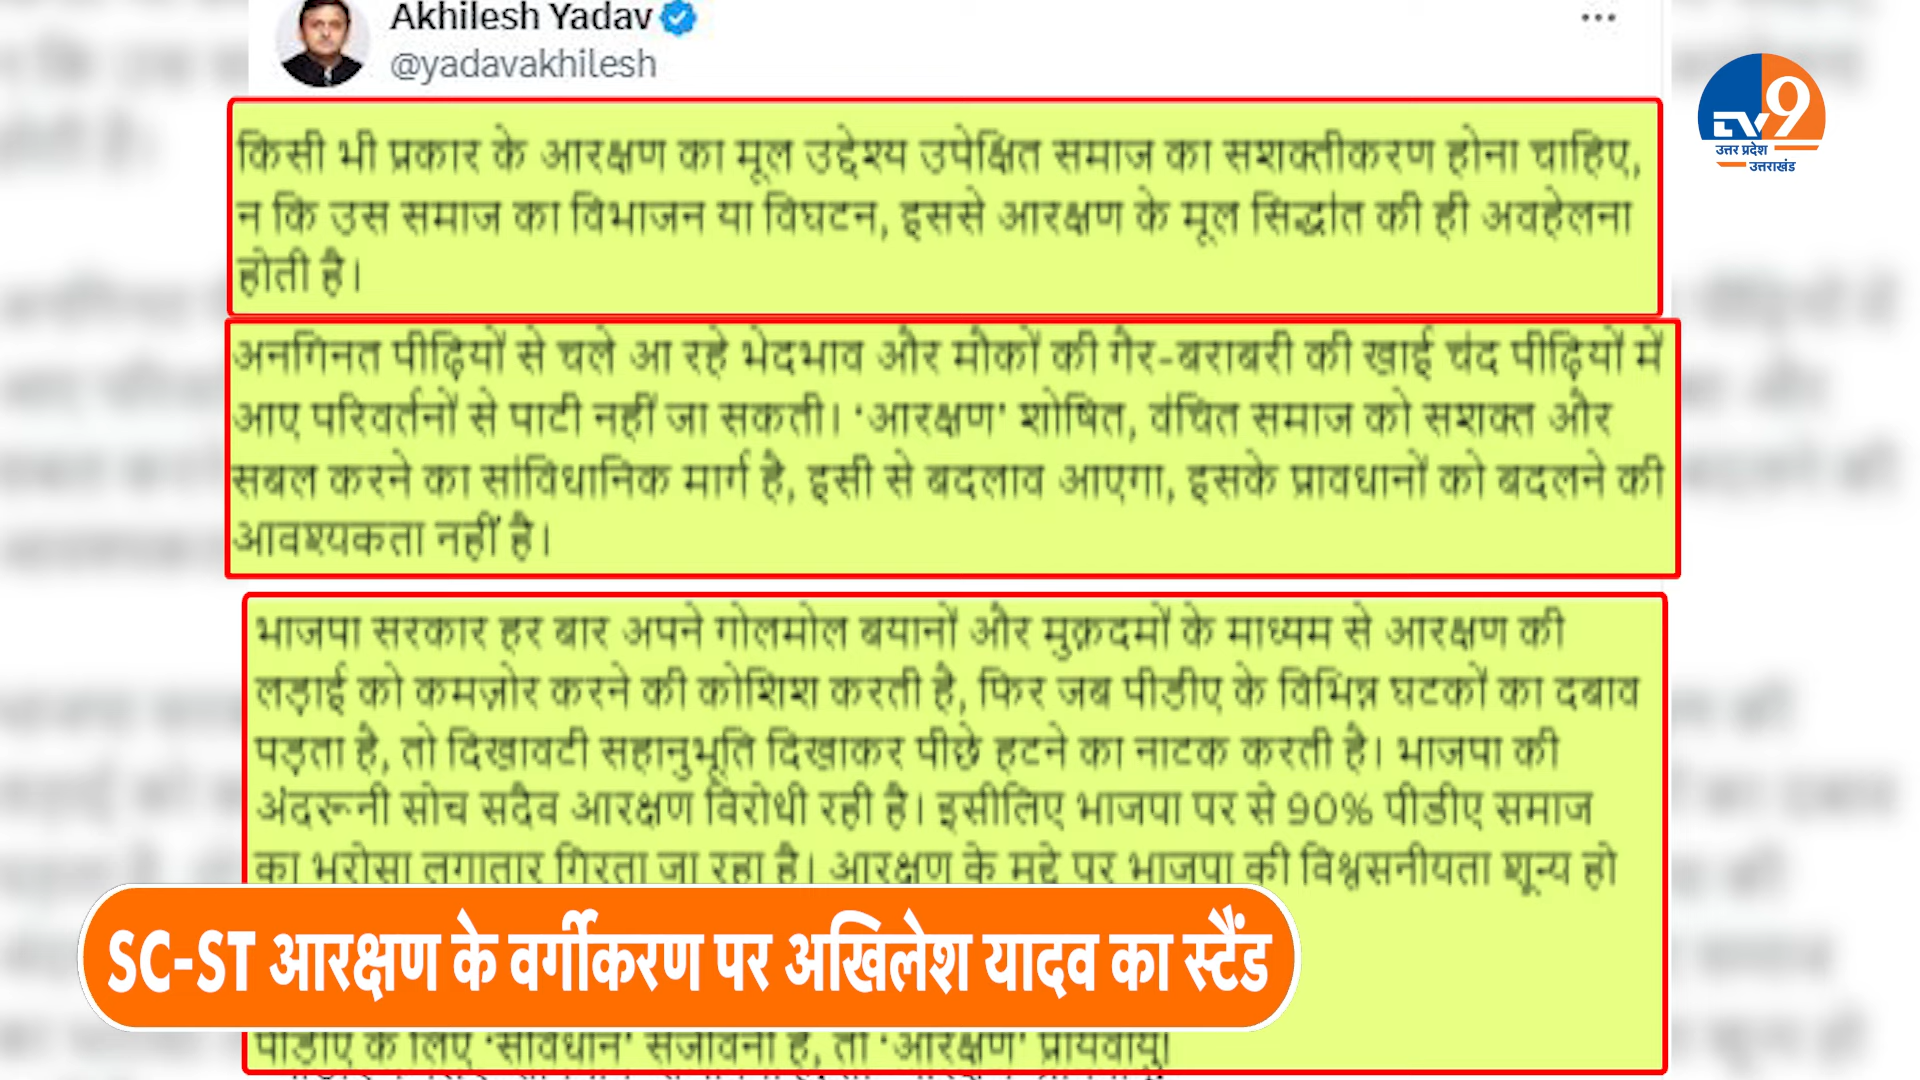 Akhilesh Yadav
@yadavakhilesh
TV9
उत्तर प्रदेश
उत्तराखंड
किसी भी प्रकार के आरक्षण का मूल उद्देश्य उपेक्षित समाज का सशक्तीकरण होना चाहिए,
न कि उस समाज का विभाजन या विघटन, इससे आरक्षण के मूल सिद्धांत की ही अवहेलना
होती है।
अनगिनत पीढ़ियों से चले आ रहे भेदभाव और मौकों की गैर-बराबरी की खाई चंद पीढ़ियों में
आए परिवर्तनों से पाटी नहीं जा सकती। ‘आरक्षण’ शोषित, वंचित समाज को सशक्त और
सबल करने का सांविधानिक मार्ग है, इसी से बदलाव आएगा, इसके प्रावधानों को बदलने की
आवश्यकता नहीं है।
भाजपा सरकार हर बार अपने गोलमोल बयानों और मुक़दमों के माध्यम से आरक्षण की
लड़ाई को कमज़ोर करने की कोशिश करती है, फिर जब पीडीए के विभिन्न घटकों का दबाव
पड़ता है, तो दिखावटी सहानुभूति दिखाकर पीछे हटने का नाटक करती है। भाजपा की
अंदरूनी सोच सदैव आरक्षण विरोधी रही है। इसीलिए भाजपा पर से 90% पीडीए समाज
का भरोसा लगातार गिरता जा रहा है। आरक्षण के मुद्दे पर भाजपा की विश्वसनीयता शून्य हो
SC-ST आरक्षण के वर्गीकरण पर अखिलेश यादव का स्टैंड
पीडीए के लिए ‘संविधान’ संजीवनी है, तो ‘आरक्षण’ प्रायवायु!